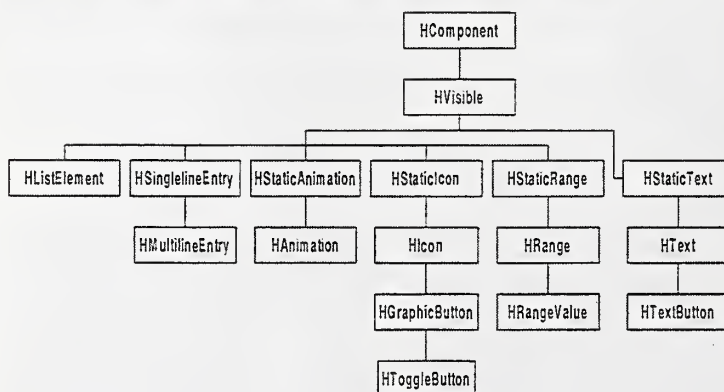 HComponent
HVisible
HListElement
HSinglelineEntry
HStaticAnimation
HStaticIcon
HStaticRange
HStaticText
HMultilineEntry
HAnimation
HIcon
HRange
HText
HGraphicButton
HRangeValue
HTextButton
HToggleButton